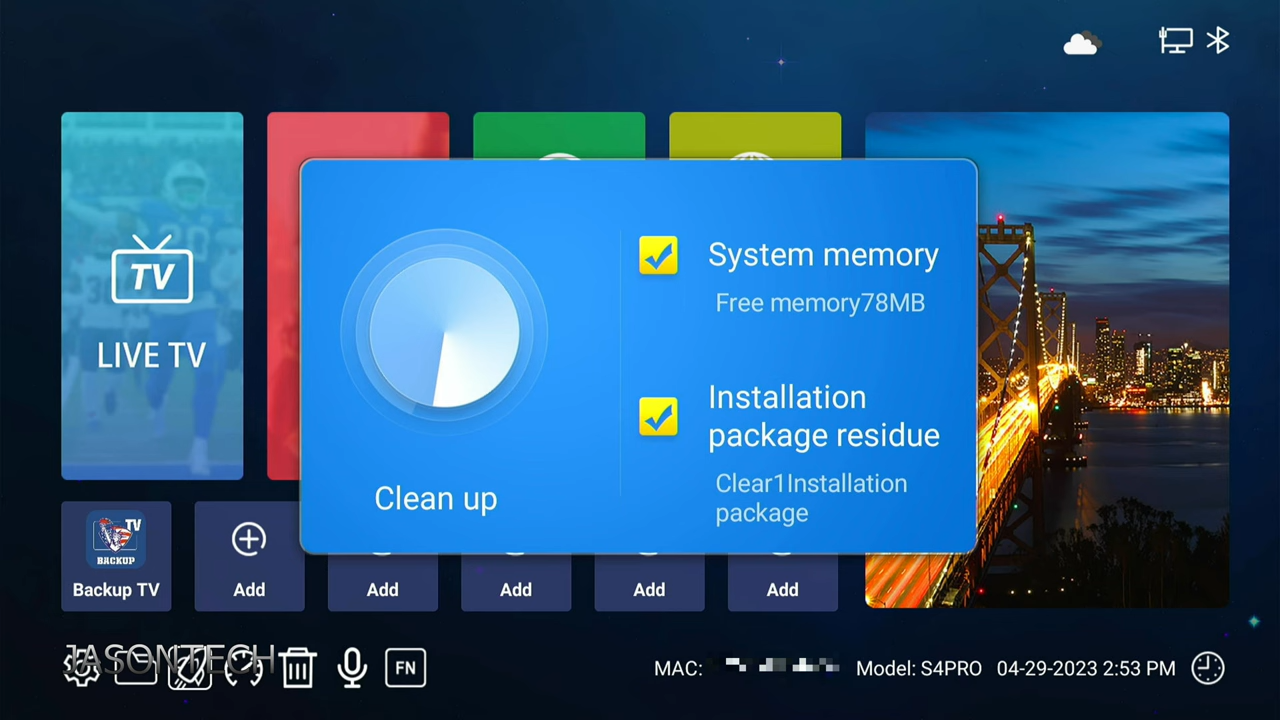 TV
LIVE TV
System memory
Free memory78MB
Installation
package residue
Clear1Installation
package
Clean up
TV
BACKUP
Backup TV
Add
Add
Add
Add
Add
JASONTECH
FN
MAC:
Model: S4PRO
04-29-2023 2:53 PM